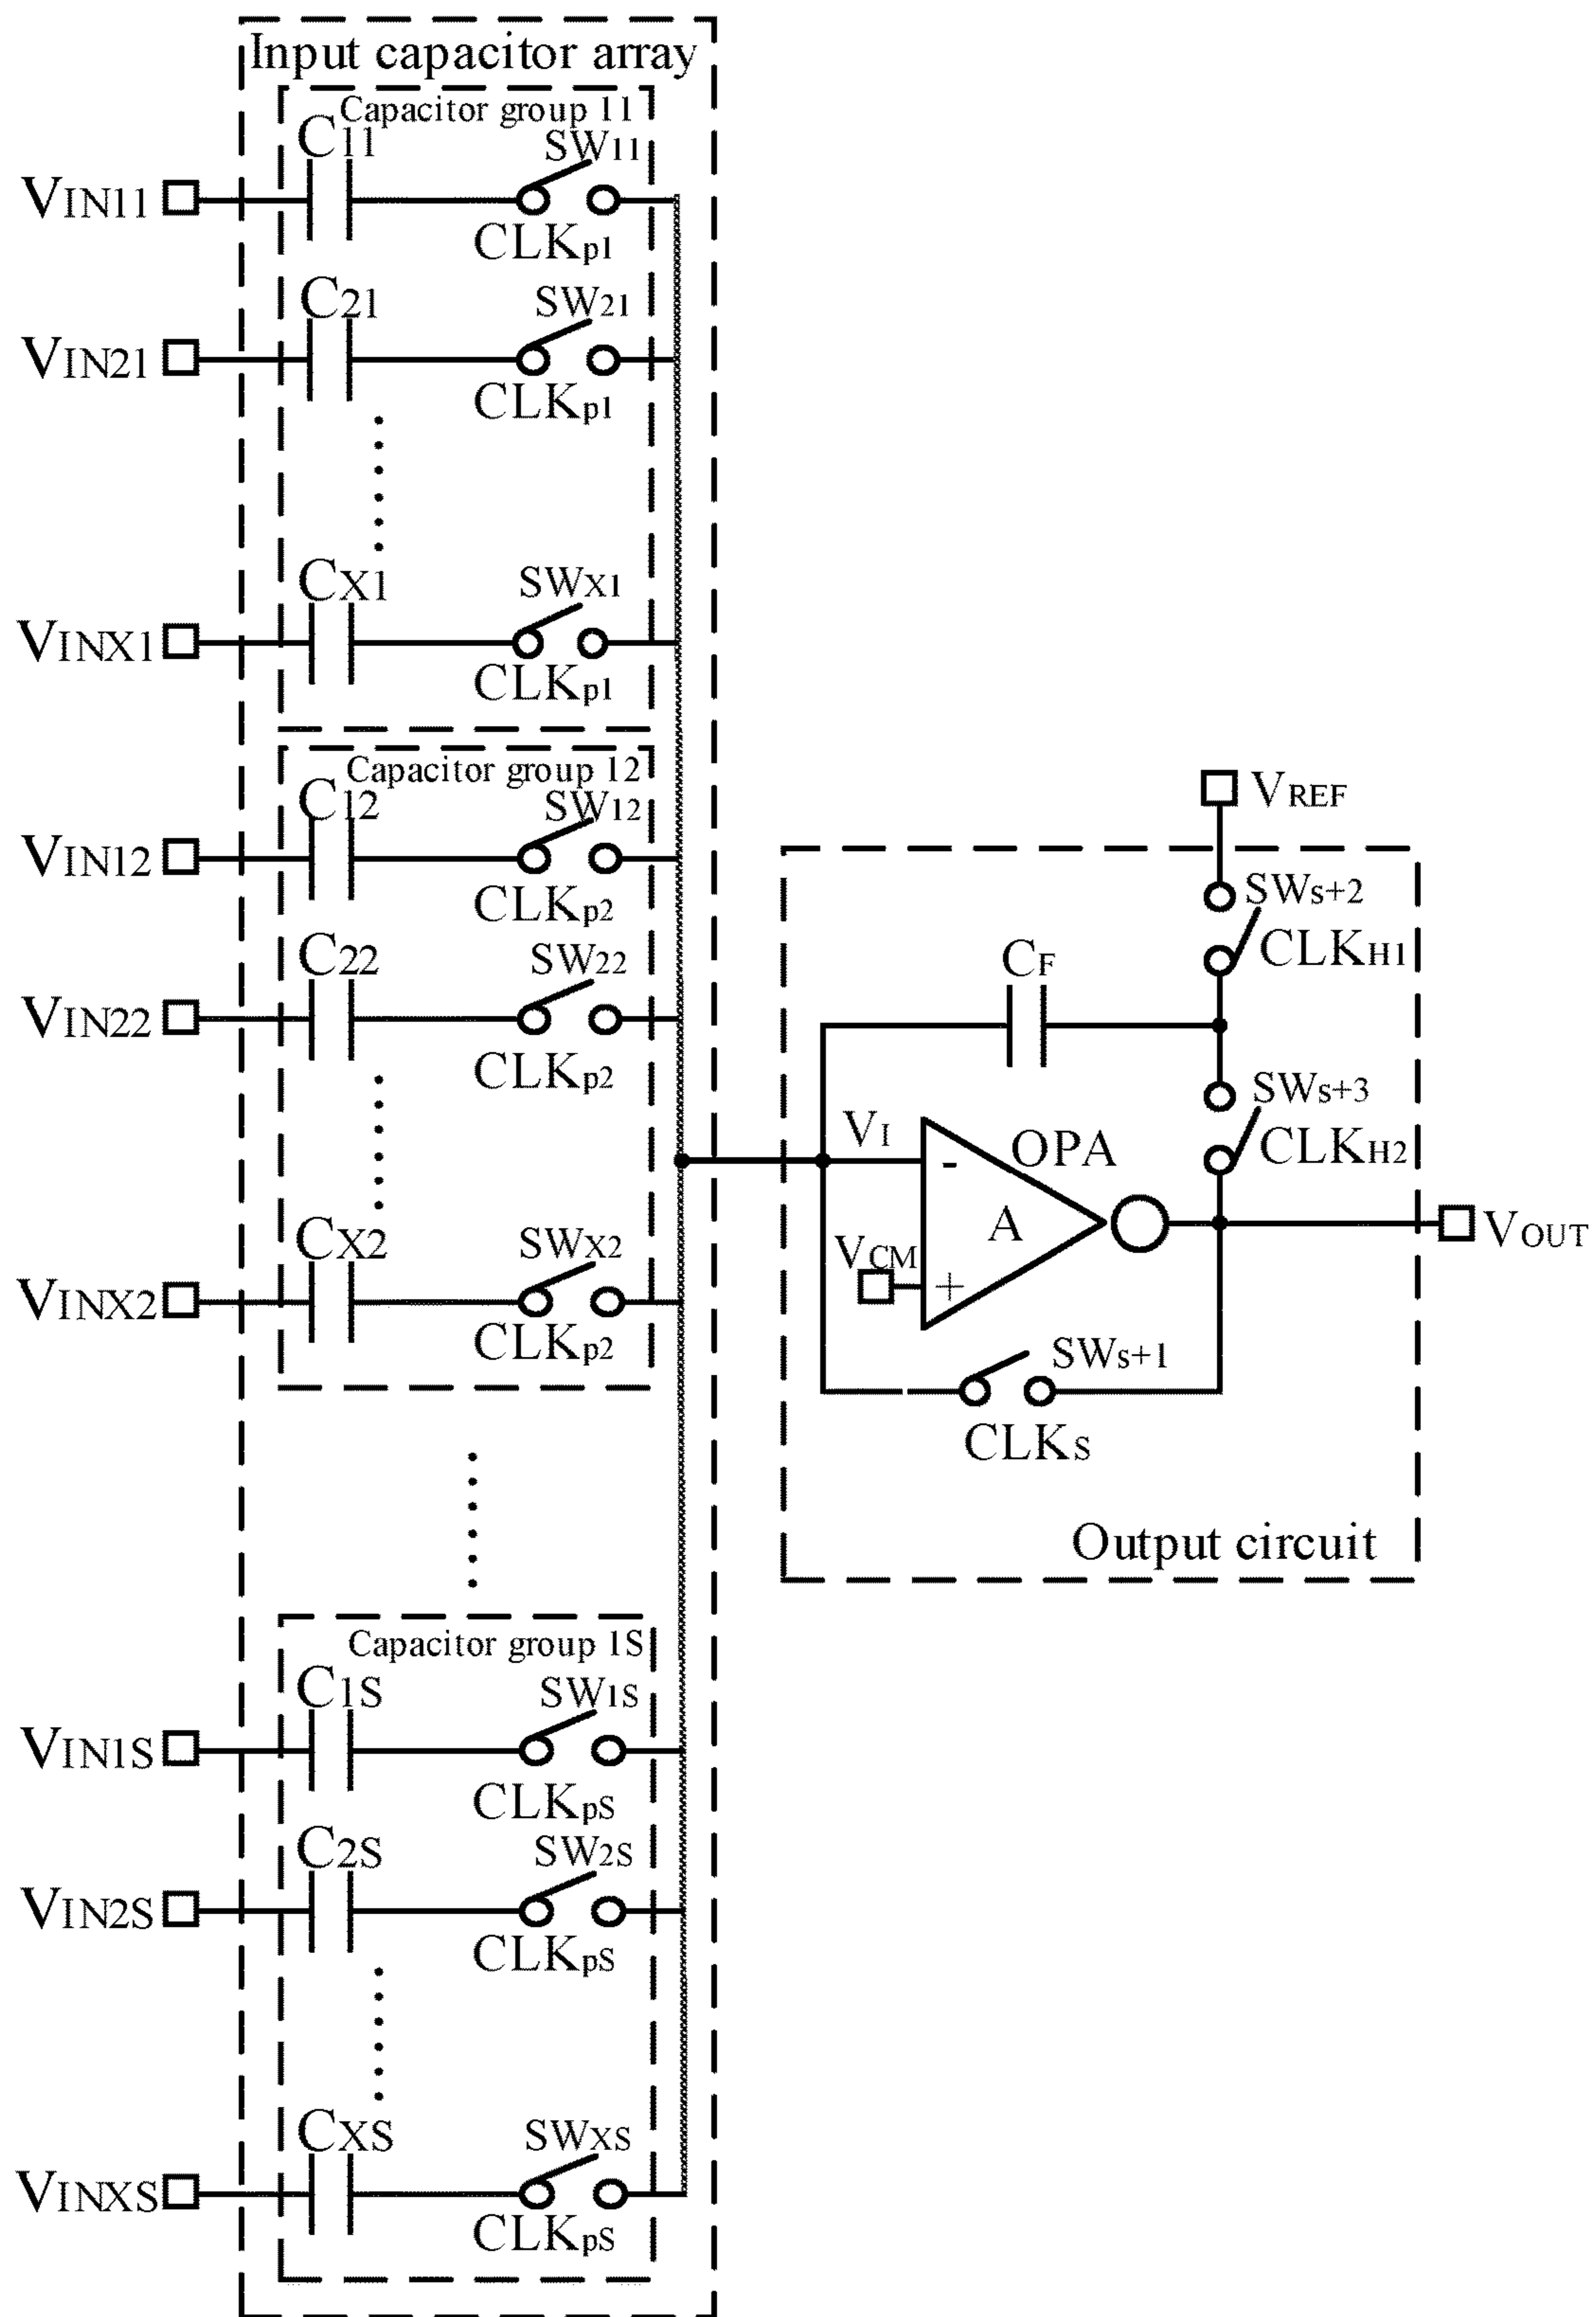 Input capacitor array
Capacitor group 11
C11
SW11
VIN11
CLKp1
C21
SW21
VIN21
CLKp1
CX1
SWX1
VINX1
CLKp1
Capacitor group 12
C12
SW12
VIN12
CLKp2
C22
SW22
VIN22
CLKp2
CX2
SWX2
VINX2
CLKp2
Capacitor group 1S
C1S
SW1S
VIN1S
CLKpS
C2S
SW2S
VIN2S
CLKpS
CXS
SWXS
VINXS
CLKpS
VREF
SWs+2
CLKH1
CF
SWs+3
CLKH2
VI
-
OPA
A
VCM
+
VOUT
SWs+1
CLKS
Output circuit